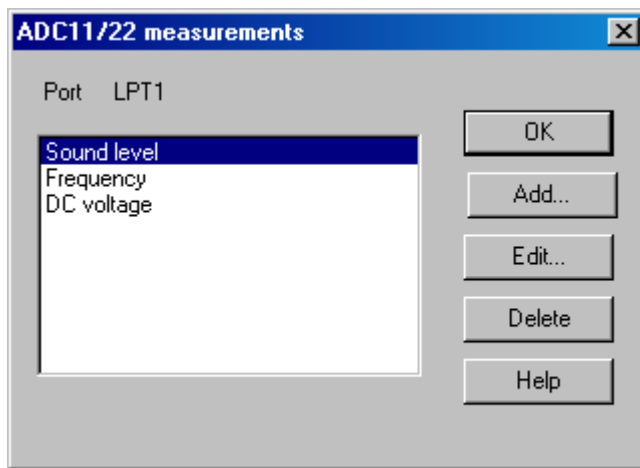 ADC11/22 measurements
Port LPT1
Sound level
Frequency
DC voltage
OK
Add...
Edit...
Delete
Help